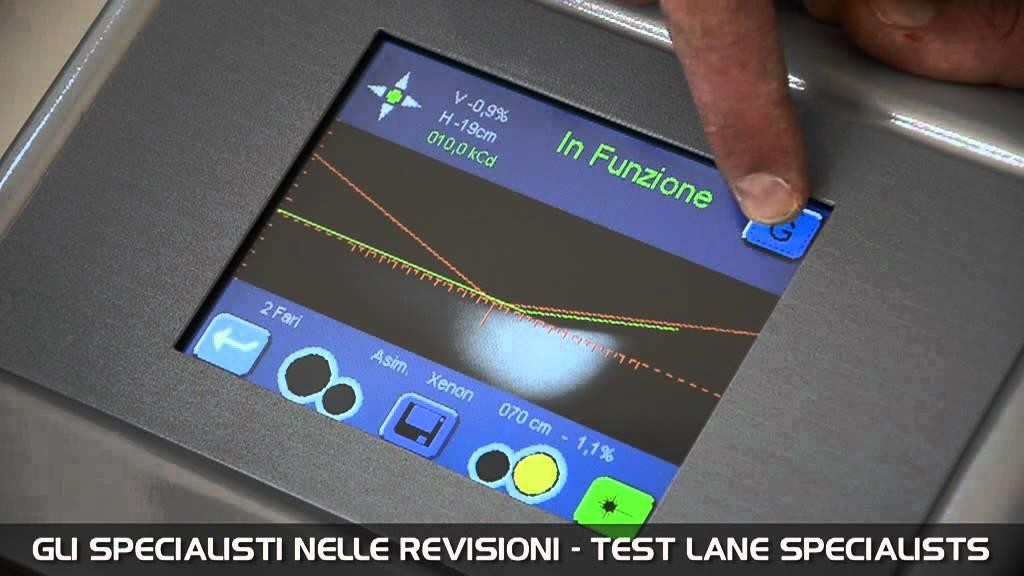 V -0,9%
H -19cm
010,0 kCd
In Funzione
G
2 Fari
Asim.
Xenon
070 cm
- 1,1%
GLI SPECIALISTI NELLE REVISIONI - TEST LANE SPECIALISTS